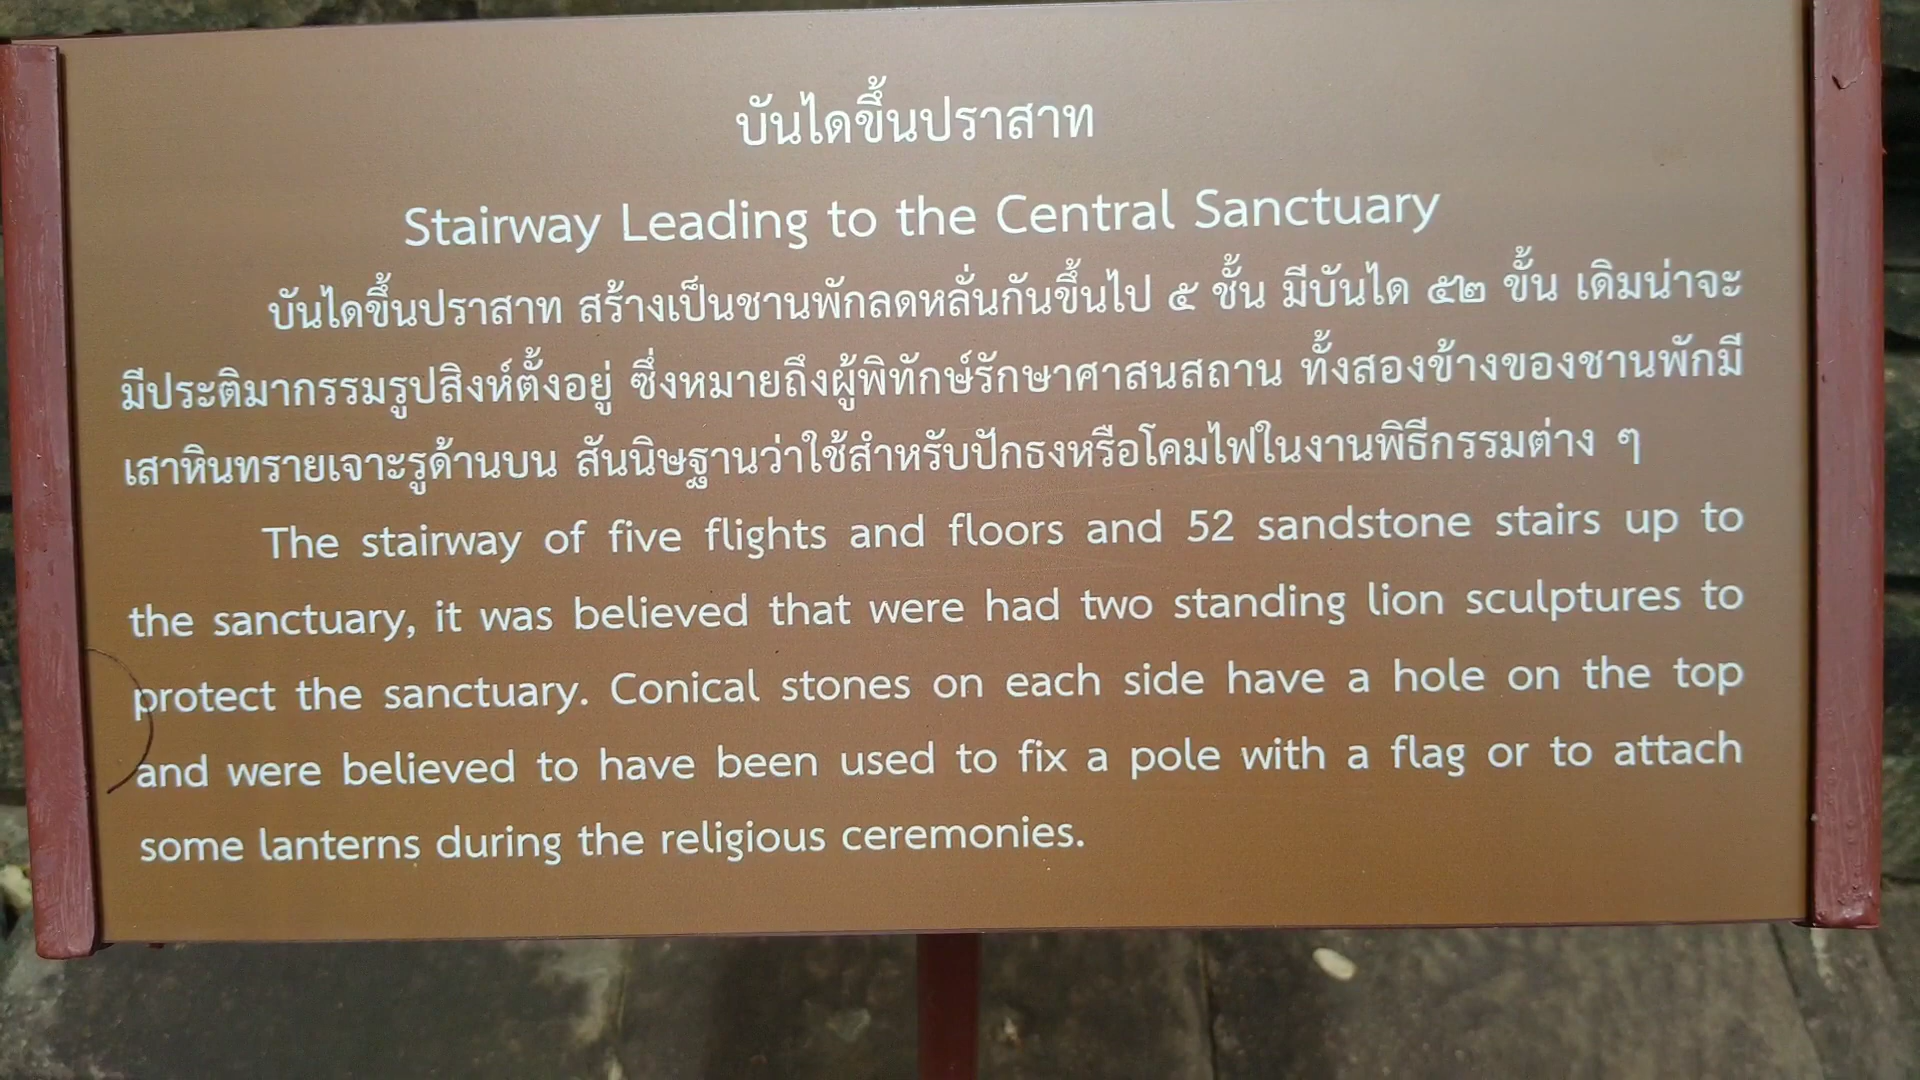 บันไดขึ้นปราสาท
Stairway Leading to the Central Sanctuary
บันไดขึ้นปราสาท สร้างเป็นชานพักลดหลั่นกันขึ้นไป ๕ ชั้น มีบันได ๕๒ ขั้น เดิมน่าจะ
มีประติมากรรมรูปสิงห์ตั้งอยู่ ซึ่งหมายถึงผู้พิทักษ์รักษาศาสนสถาน ทั้งสองข้างของชานพักมี
เสาหินทรายเจาะรูด้านบน สันนิษฐานว่าใช้สำหรับปักธงหรือโคมไฟในงานพิธีกรรมต่าง ๆ
The stairway of five flights and floors and 52 sandstone stairs up to
the sanctuary, it was believed that were had two standing lion sculptures to
protect the sanctuary. Conical stones on each side have a hole on the top
and were believed to have been used to fix a pole with a flag or to attach
some lanterns during the religious ceremonies.